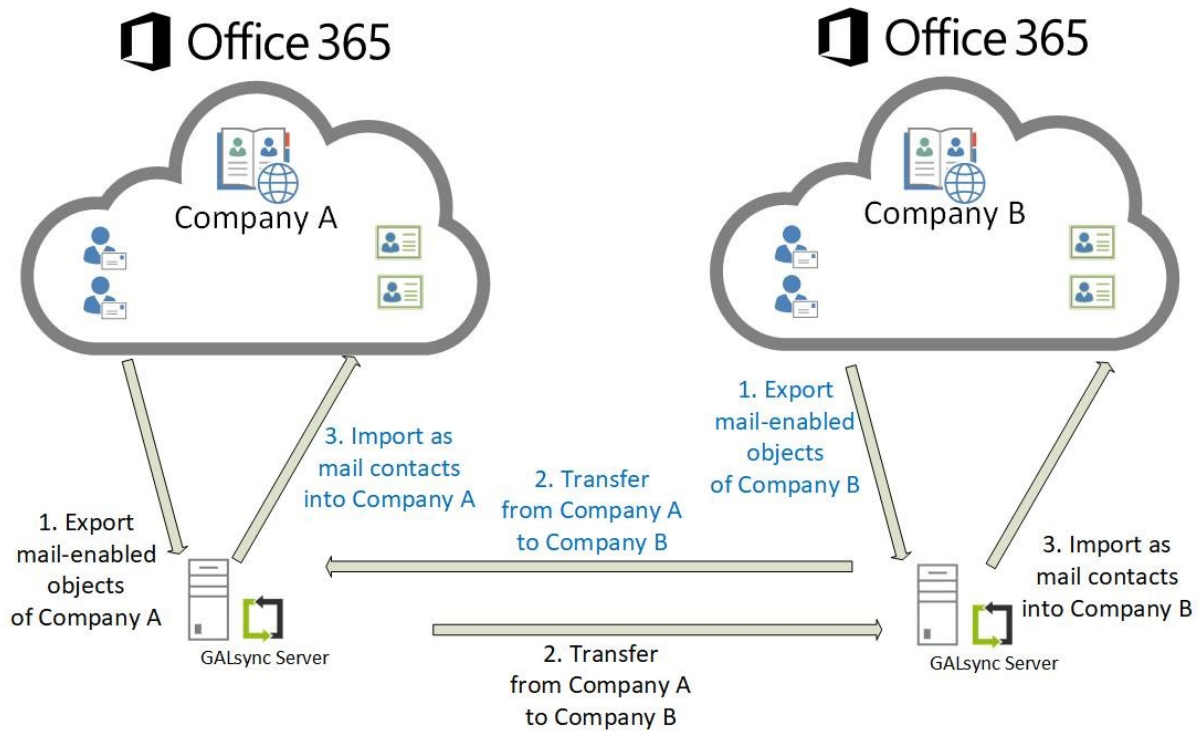 Office 365
Office 365
Company A
Company B
1. Export
mail-enabled
objects
of Company B
3. Import as
mail contacts
into Company A
2. Transfer
from Company A
to Company B
1. Export
mail-enabled
objects
of Company A
3. Import as
mail contacts
into Company B
GALsync Server
GALsync Server
2. Transfer
from Company A
to Company B